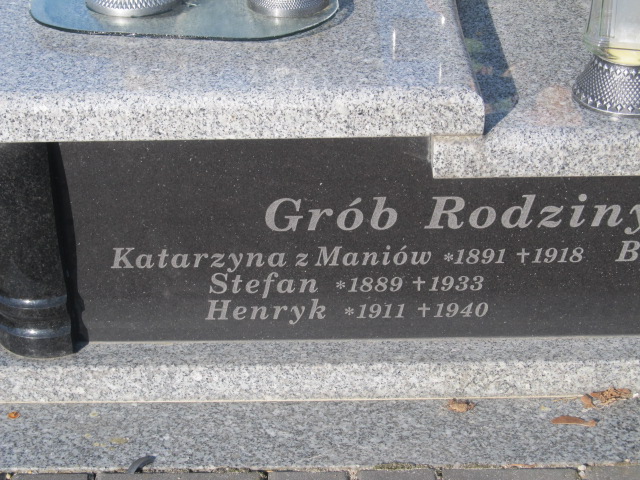 Grób Rodziny
Katarzyna z Maniów *1891 +1918 B
Stefan *1889 +1933
Henryk *1911 +1940